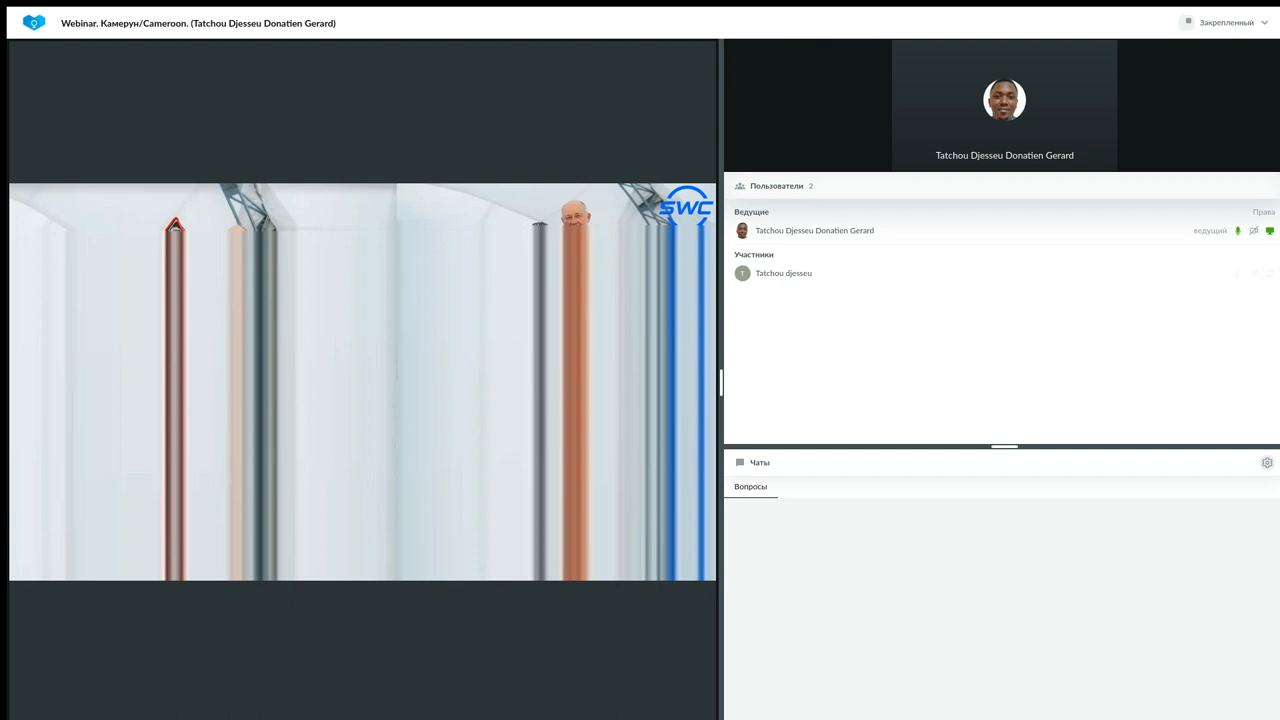 Webinar. Камерун/Cameroon. (Tatchou Djesseu Donatien Gerard)
Закрепленный
SWC
Tatchou Djesseu Donatien Gerard
Пользователи 2
Ведущие Права
Tatchou Djesseu Donatien Gerard ведущий
Участники
T Tatchou djesseu
Чаты
Вопросы